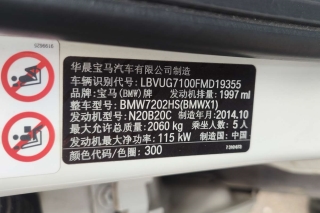 华晨宝马汽车有限公司制造
车辆识别代号: LBVUG7100FMD19355
品牌: 宝马(BMW)牌 发动机排量: 1997 ml
整车型号: BMW7202HS(BMWX1)
发动机型号: N20B20C 制造年月: 2014.10
最大允许总质量: 2060 kg 乘坐人数: 5 人
发动机最大净功率: 115 kW 制造国: 中国
颜色代码/色圈: 300